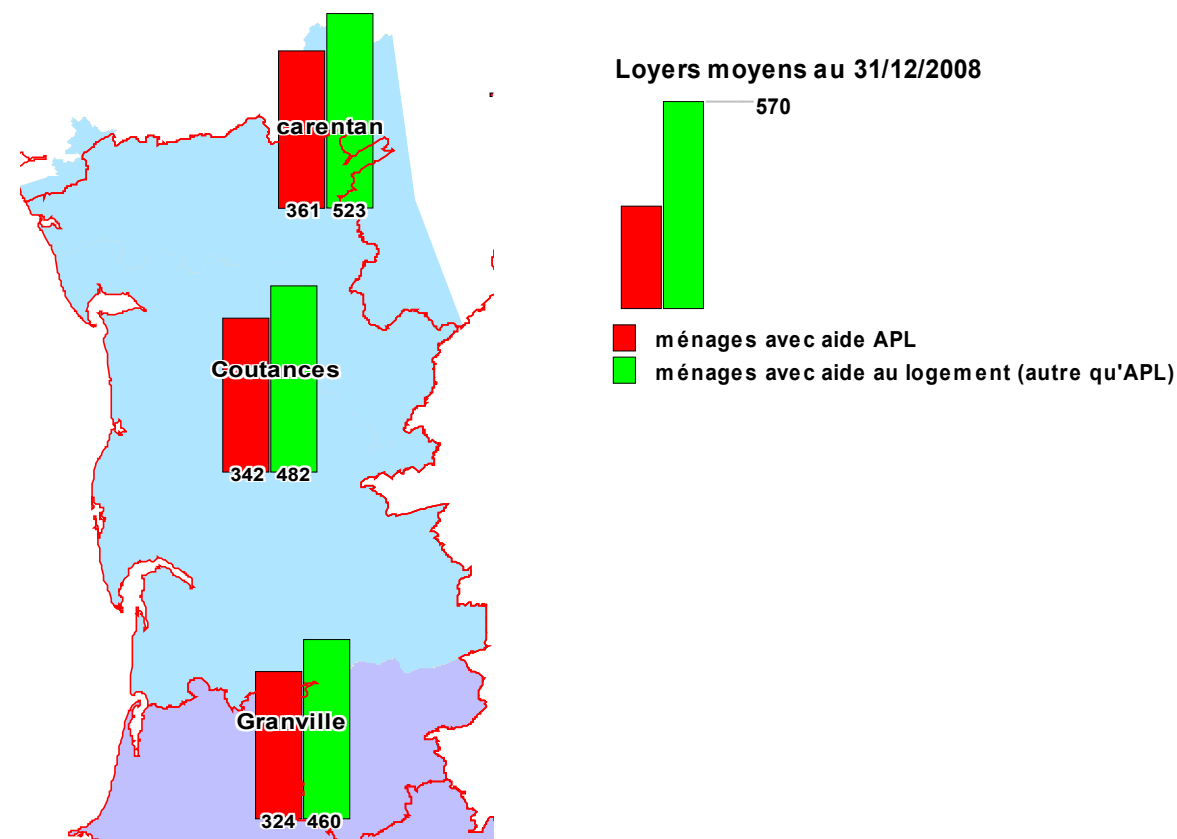 carentan
361 523
Coutances
342 482
Granville
324 460
Loyers moyens au 31/12/2008
570
ménages avec aide APL
ménages avec aide au logement (autre qu'APL)